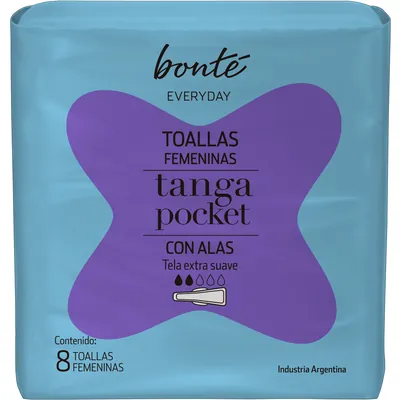 bonté
EVERYDAY
TOALLAS
FEMENINAS
tanga
pocket
CON ALAS
Tela extra suave
Contenido:
8 TOALLAS
FEMENINAS
Industria Argentina